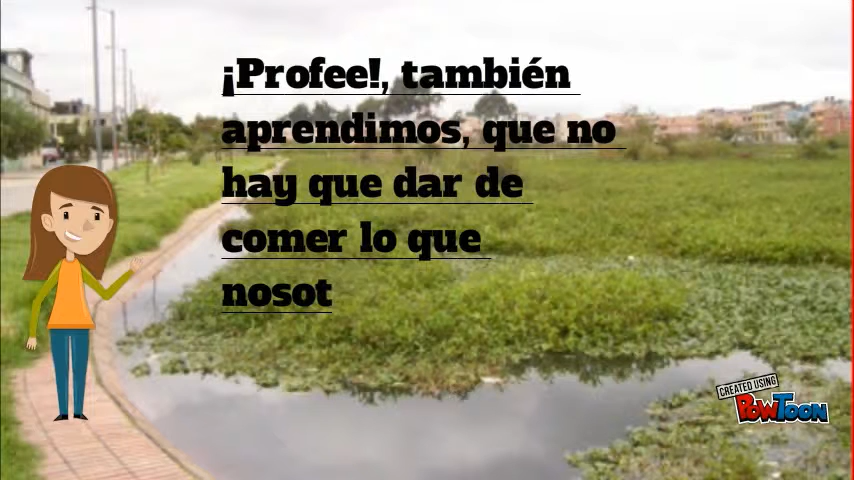 ¡Profee!, también
aprendimos, que no
hay que dar de
comer lo que
nosot
CREATED USING
PowToon